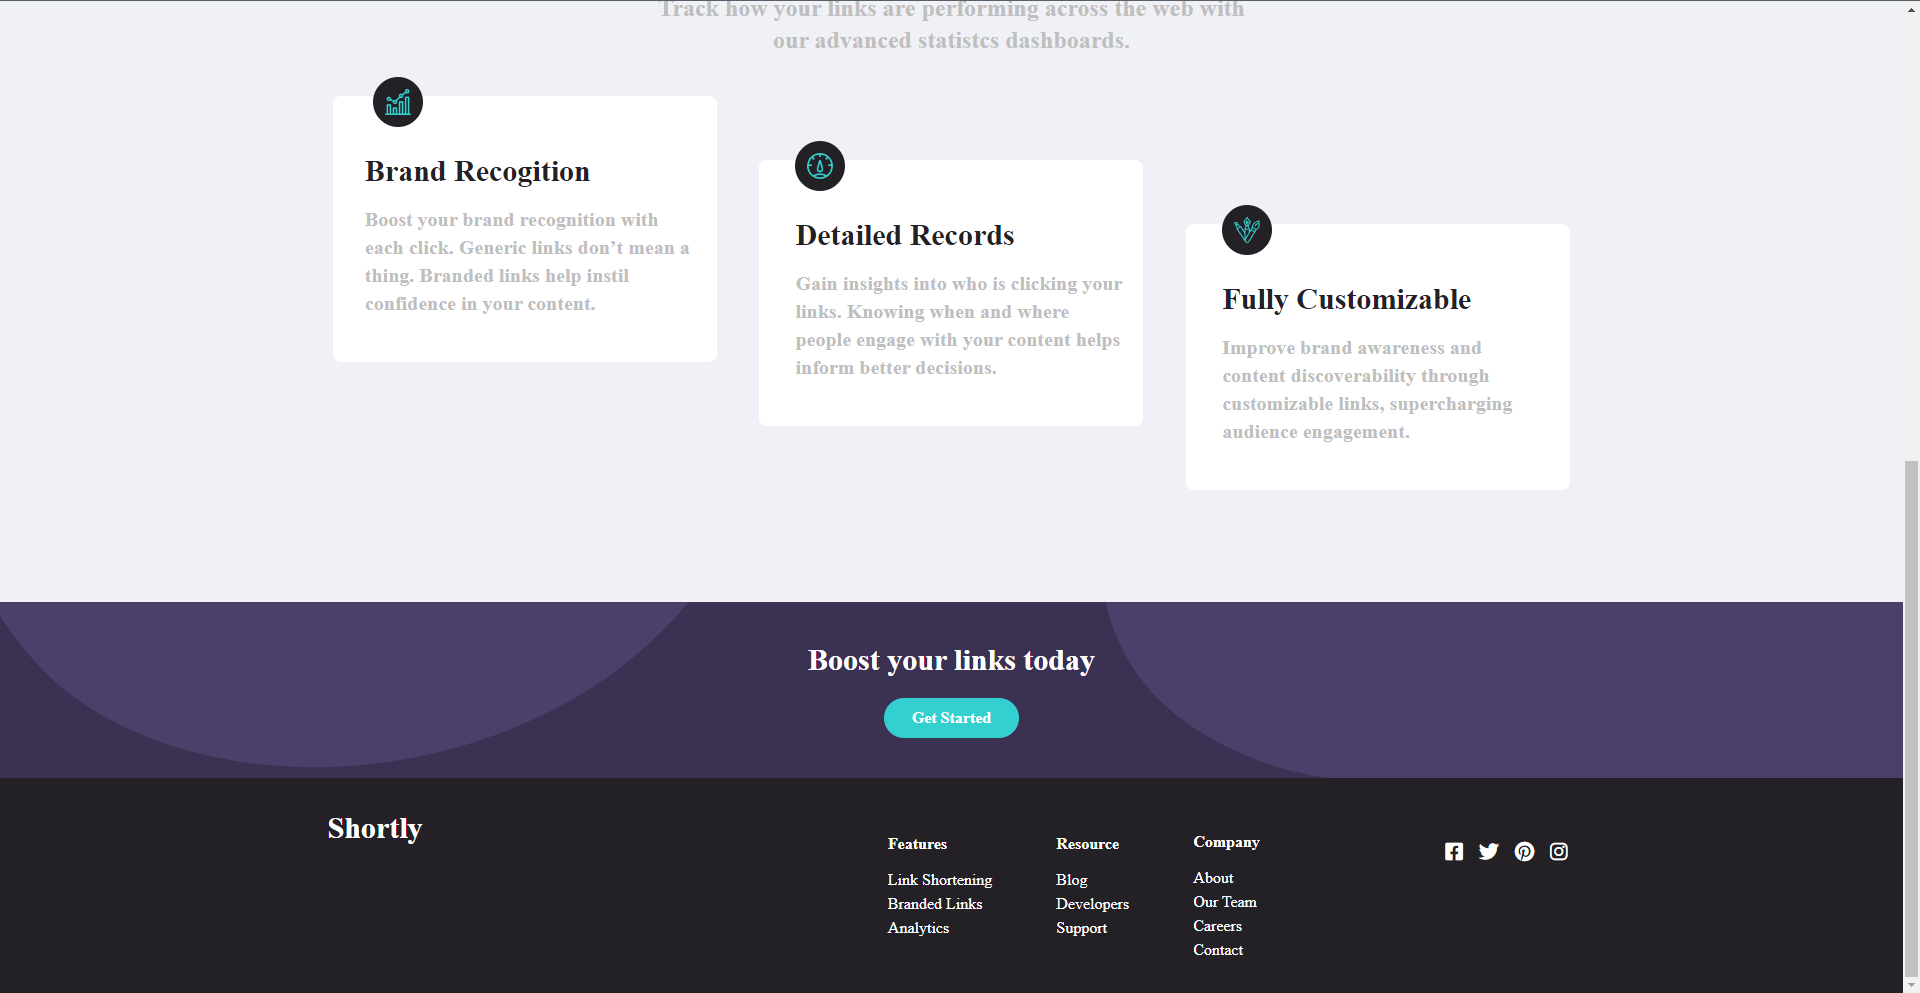 Track how your links are performing across the web with
our advanced statistcs dashboards.
Brand Recogition
Boost your brand recognition with
each click. Generic links don’t mean a
thing. Branded links help instil
confidence in your content.
Detailed Records
Gain insights into who is clicking your
links. Knowing when and where
people engage with your content helps
inform better decisions.
Fully Customizable
Improve brand awareness and
content discoverability through
customizable links, supercharging
audience engagement.
Boost your links today
Get Started
Shortly
Features
Link Shortening
Branded Links
Analytics
Resource
Blog
Developers
Support
Company
About
Our Team
Careers
Contact